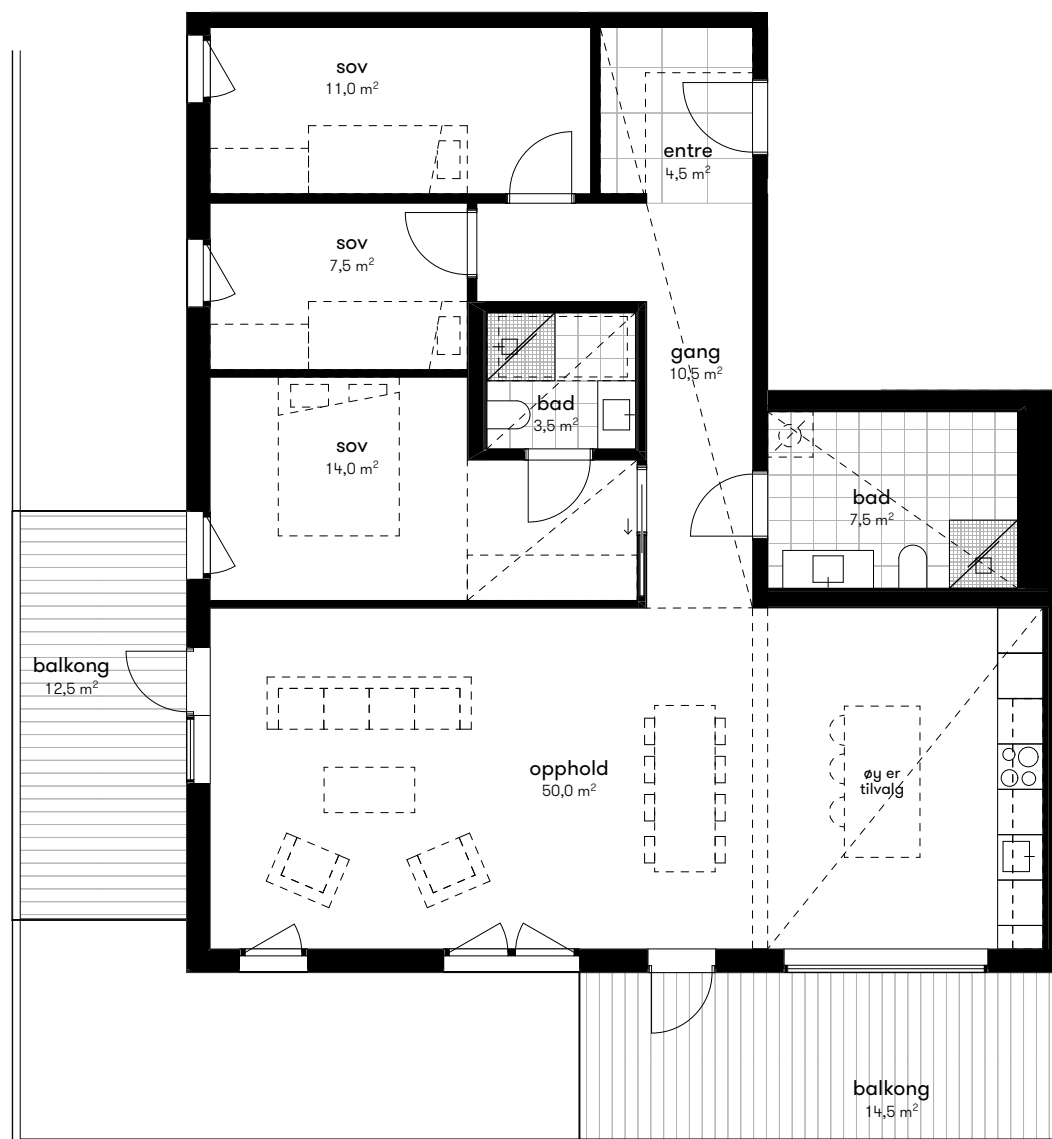 sov
11,0 m²
entre
4,5 m²
sov
7,5 m²
gang
10,5 m²
bad
3,5 m²
sov
14,0 m²
bad
7,5 m²
balkong
12,5 m²
opphold
50,0 m²
øy er
tilvalg
balkong
14,5 m²